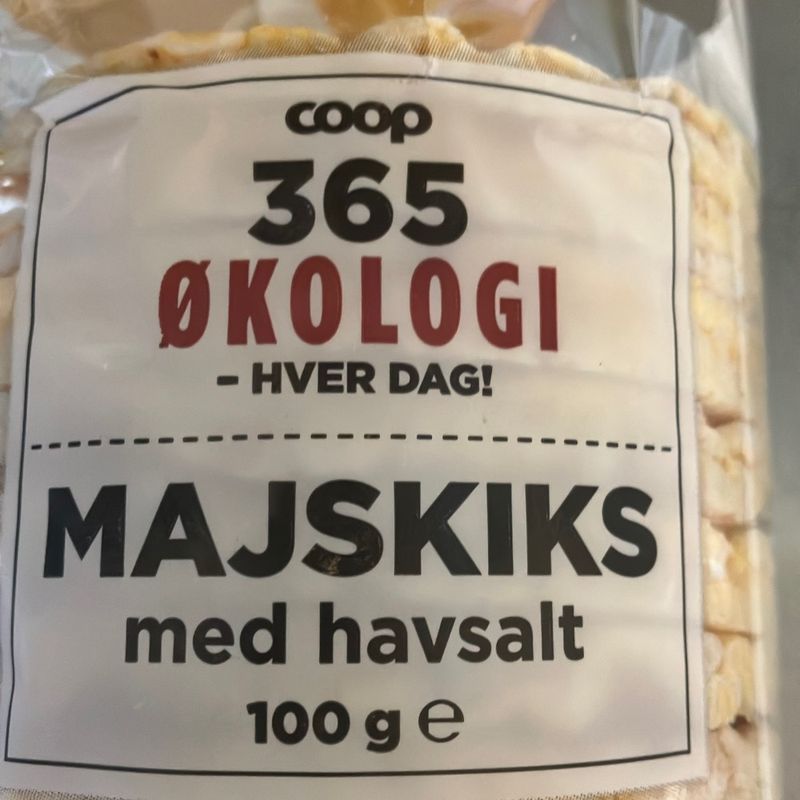 coop
365
ØKOLOGI
- HVER DAG!
MAJSKIKS
med havsalt
100 g e